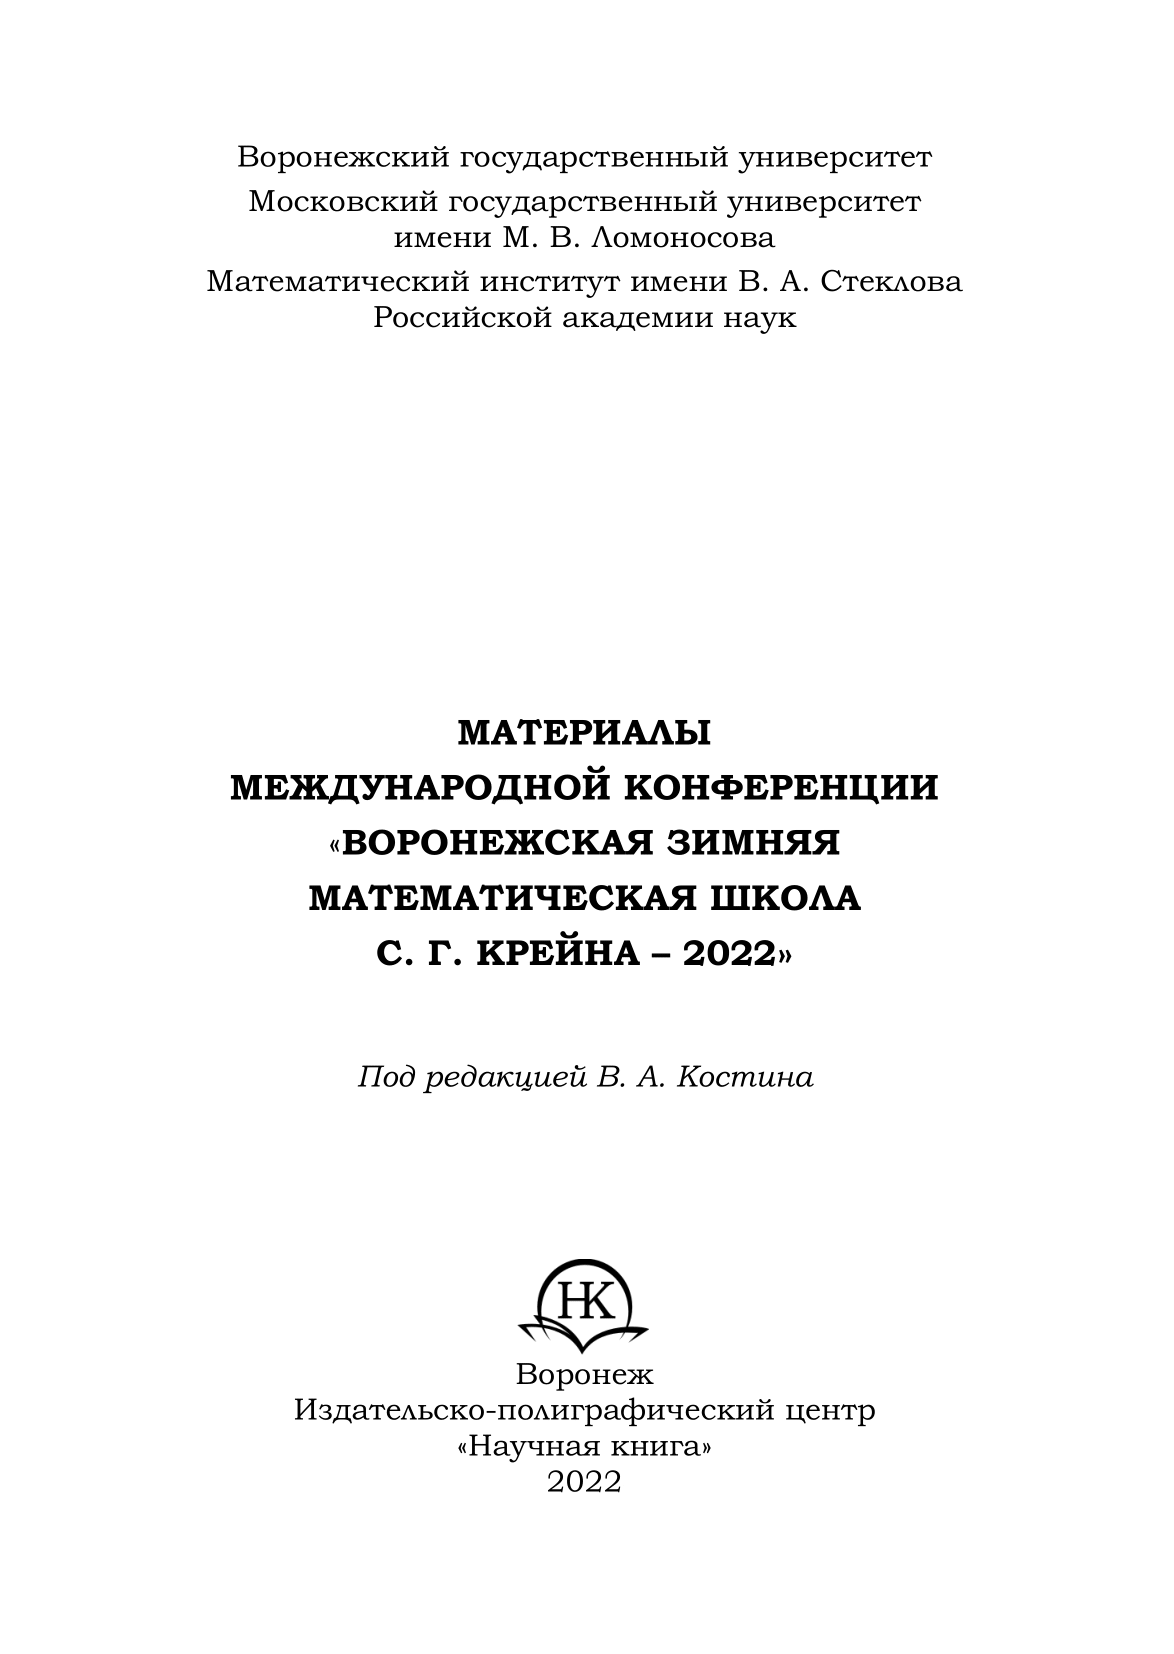 Воронежский государственный университет
Московский государственный университет
имени М. В. Ломоносова
Математический институт имени В. А. Стеклова
Российской академии наук
МАТЕРИАЛЫ
МЕЖДУНАРОДНОЙ КОНФЕРЕНЦИИ
«ВОРОНЕЖСКАЯ ЗИМНЯЯ
МАТЕМАТИЧЕСКАЯ ШКОЛА
С. Г. КРЕЙНА – 2022»
Под редакцией В. А. Костина
НК
Воронеж
Издательско-полиграфический центр
«Научная книга»
2022